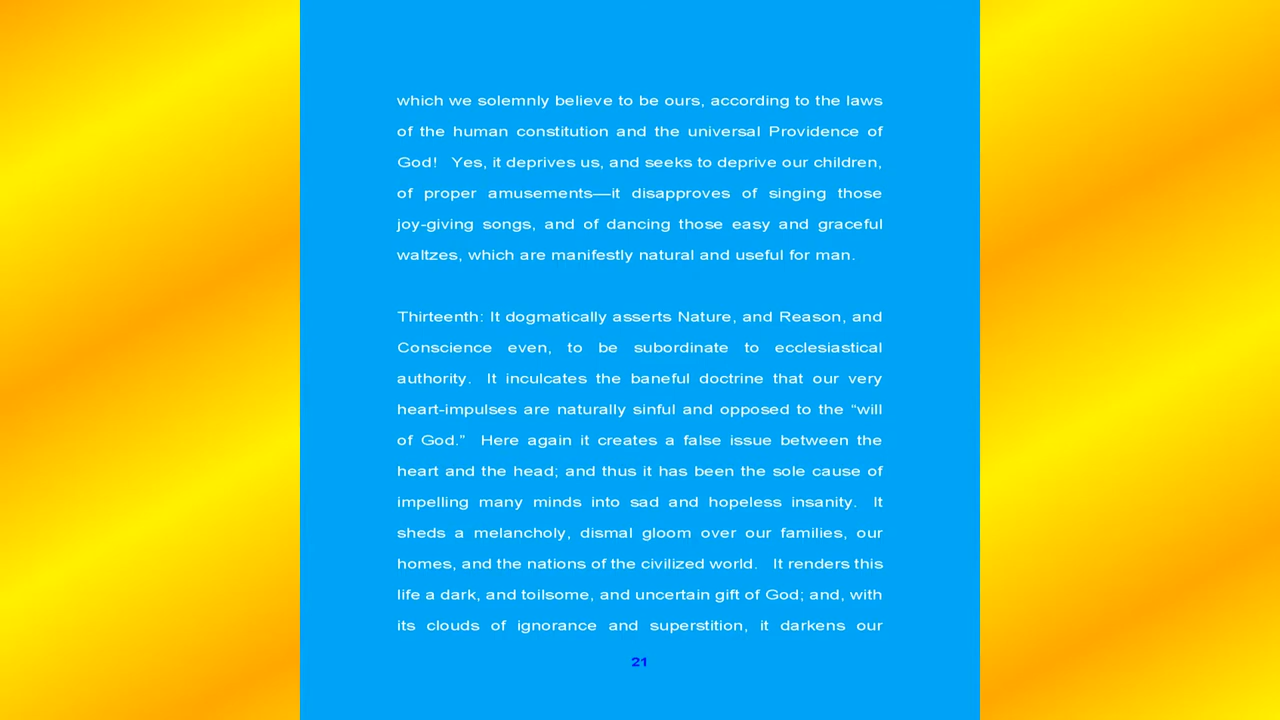 which we solemnly believe to be ours, according to the laws
of the human constitution and the universal Providence of
God! Yes, it deprives us, and seeks to deprive our children,
of proper amusements—it disapproves of singing those
joy-giving songs, and of dancing those easy and graceful
waltzes, which are manifestly natural and useful for man.
Thirteenth: It dogmatically asserts Nature, and Reason, and
Conscience even, to be subordinate to ecclesiastical
authority. It inculcates the baneful doctrine that our very
heart-impulses are naturally sinful and opposed to the “will
of God.” Here again it creates a false issue between the
heart and the head; and thus it has been the sole cause of
impelling many minds into sad and hopeless insanity. It
sheds a melancholy, dismal gloom over our families, our
homes, and the nations of the civilized world. It renders this
life a dark, and toilsome, and uncertain gift of God; and, with
its clouds of ignorance and superstition, it darkens our
21